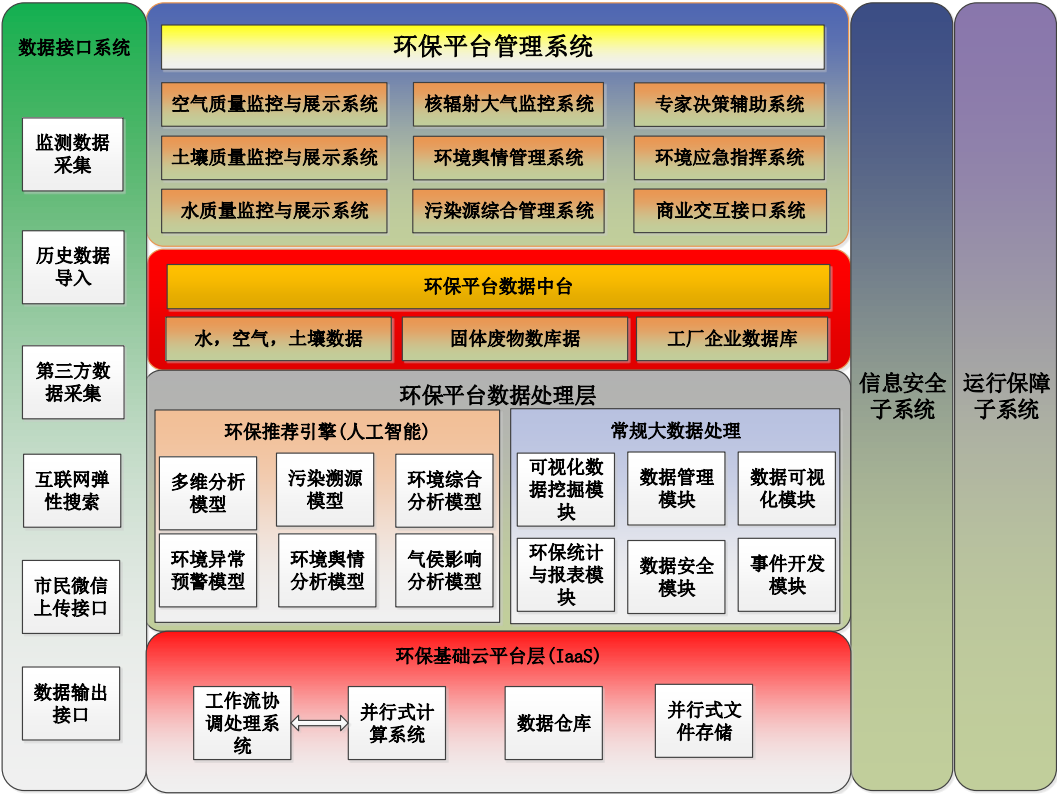 数据接口系统
监测数据
采集
历史数据
导入
第三方数
据采集
互联网弹
性搜索
市民微信
上传接口
数据输出
接口
环保平台管理系统
空气质量监控与展示系统
核辐射大气监控系统
专家决策辅助系统
土壤质量监控与展示系统
环境舆情管理系统
环境应急指挥系统
水质量监控与展示系统
污染源综合管理系统
商业交互接口系统
环保平台数据中台
水，空气，土壤数据
固体废物数库据
工厂企业数据库
环保平台数据处理层
环保推荐引擎(人工智能)
多维分析
模型
污染溯源
模型
环境综合
分析模型
环境异常
预警模型
环境舆情
分析模型
气侯影响
分析模型
常规大数据处理
可视化数
据挖掘模
块
数据管理
模块
数据可视
化模块
环保统计
与报表模
块
数据安全
模块
事件开发
模块
环保基础云平台层(IaaS)
工作流协
调处理系
统
并行式计
算系统
数据仓库
并行式文
件存储
信息安全
子系统
运行保障
子系统